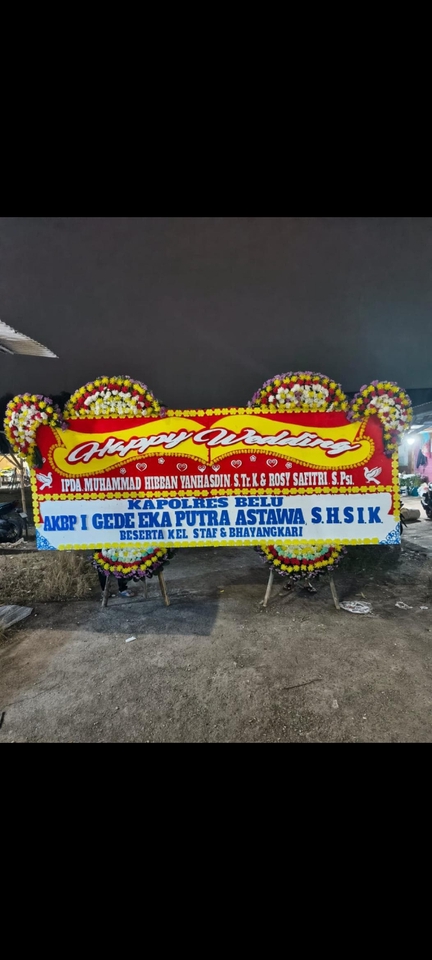 Happy Wedding
IPDA MUHAMMAD HIBBAN YANHASDIN S.Tr.K & ROSY SAFITRI S.Psi.
KAPOLRES BELU
AKBP I GEDE EKA PUTRA ASTAWA, S.H.S.I.K
BESERTA KEL STAF & BHAYANGKARI